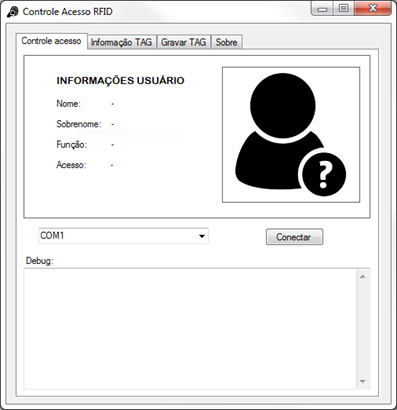 Controle Acesso RFID
Controle acesso Informação TAG Gravar TAG Sobre
INFORMAÇÕES USUÁRIO
Nome: -
Sobrenome: -
Função: -
Acesso: -
?
COM1 Conectar
Debug: